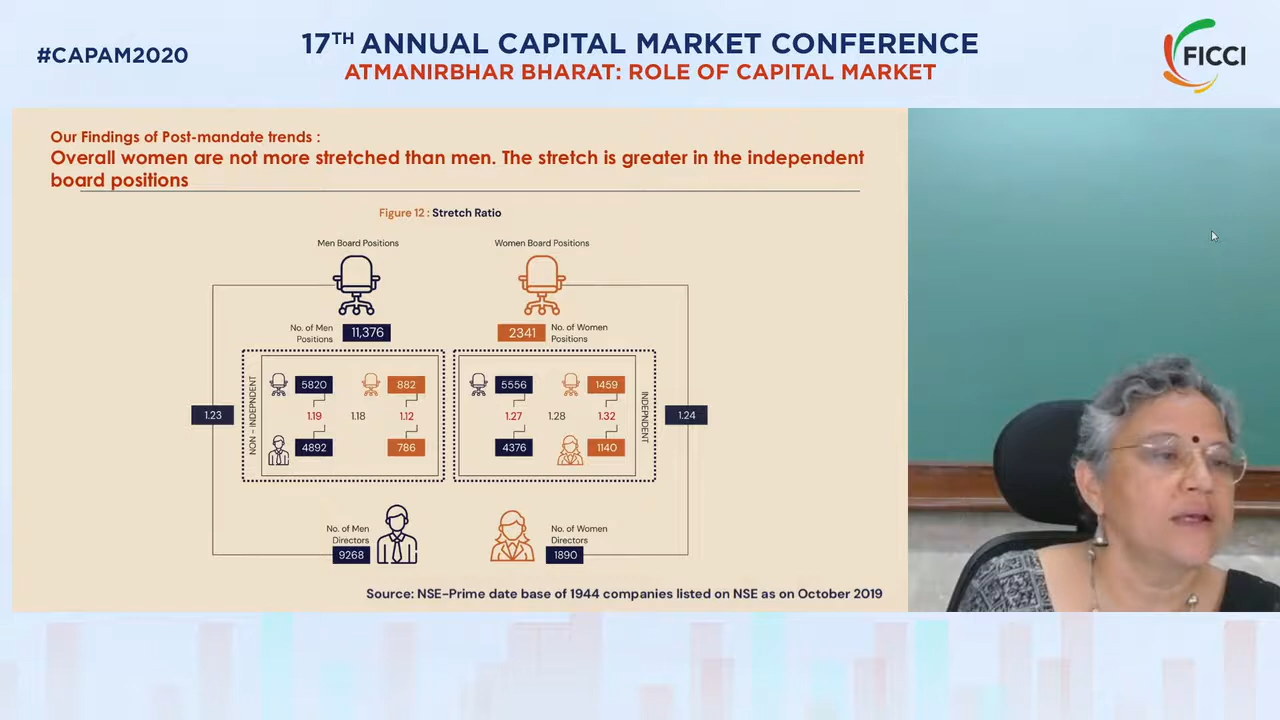 #CAPAM2020
17TH ANNUAL CAPITAL MARKET CONFERENCE
ATMANIRBHAR BHARAT: ROLE OF CAPITAL MARKET
FICCI
Our Findings of Post-mandate trends :
Overall women are not more stretched than men. The stretch is greater in the independent
board positions
Figure 12 : Stretch Ratio
Men Board Positions
Women Board Positions
No. of Men
Positions
11,376
2341
No. of Women
Positions
NON - INDEPNDENT
5820
882
1.19
1.18
1.12
4892
786
5556
1459
1.27
1.28
1.32
4376
1140
INDEPNDENT
1.23
1.24
No. of Men
Directors
9268
No. of Women
Directors
1890
Source: NSE-Prime date base of 1944 companies listed on NSE as on October 2019